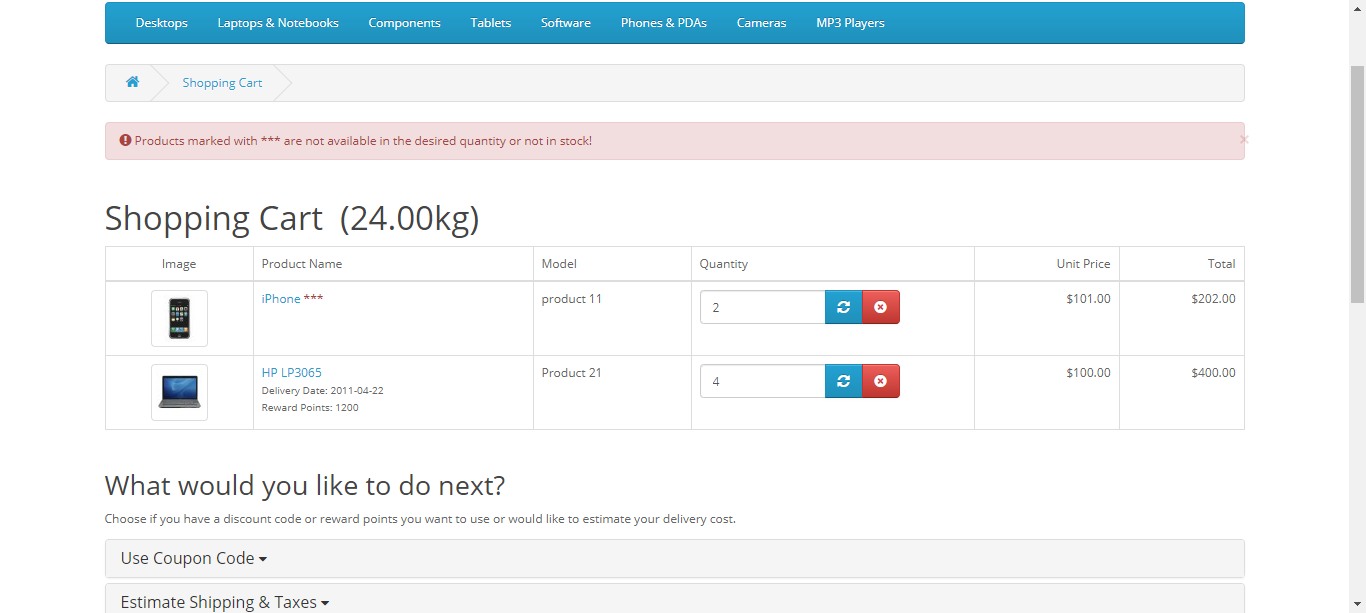 Desktops Laptops & Notebooks Components Tablets Software Phones & PDAs Cameras MP3 Players
Shopping Cart
Products marked with *** are not available in the desired quantity or not in stock! ×
Shopping Cart (24.00kg)
Image Product Name Model Quantity Unit Price Total
iPhone *** product 11 2 $101.00 $202.00
HP LP3065 Product 21 4 $100.00 $400.00
Delivery Date: 2011-04-22
Reward Points: 1200
What would you like to do next?
Choose if you have a discount code or reward points you want to use or would like to estimate your delivery cost.
Use Coupon Code
Estimate Shipping & Taxes